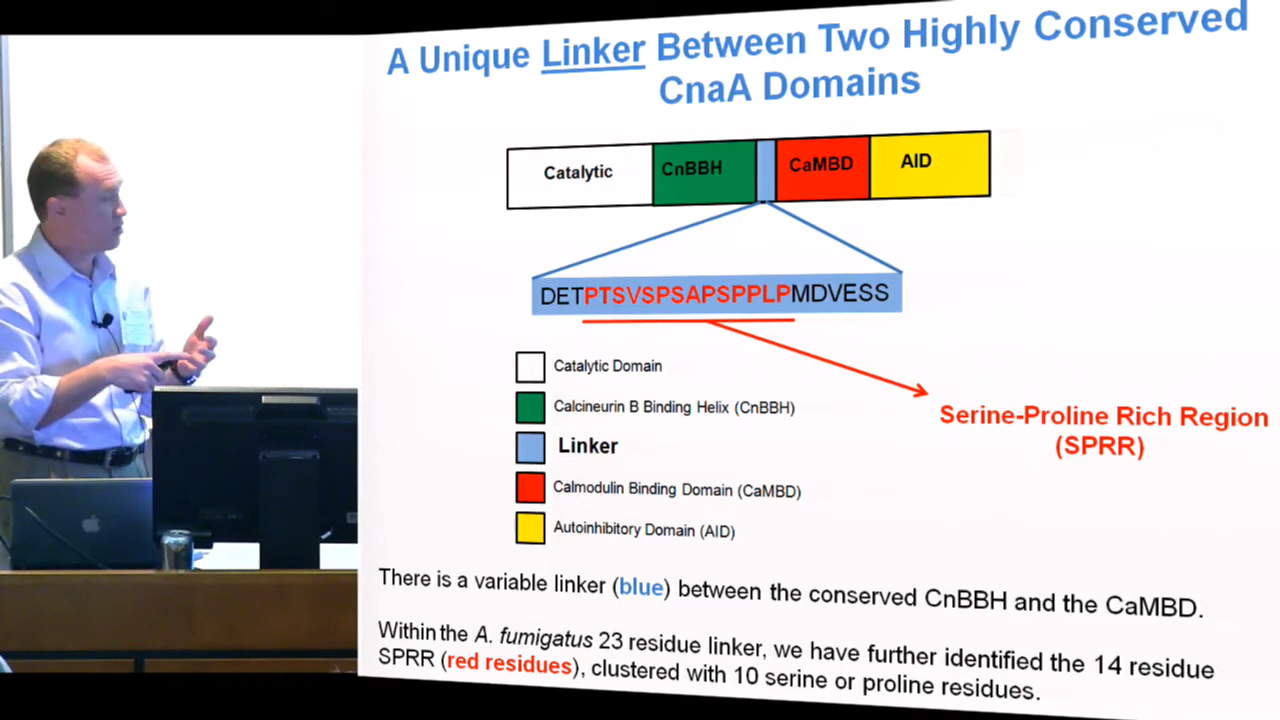 A Unique Linker Between Two Highly Conserved
CnaA Domains
Catalytic
CnBBH
CaMBD
AID
DETPTSVSPSAPSPPLPMDVESS
Catalytic Domain
Calcineurin B Binding Helix (CnBBH)
Linker
Calmodulin Binding Domain (CaMBD)
Autoinhibitory Domain (AID)
Serine-Proline Rich Region
(SPRR)
There is a variable linker (blue) between the conserved CnBBH and the CaMBD.
Within the A. fumigatus 23 residue linker, we have further identified the 14 residue
SPRR (red residues), clustered with 10 serine or proline residues.